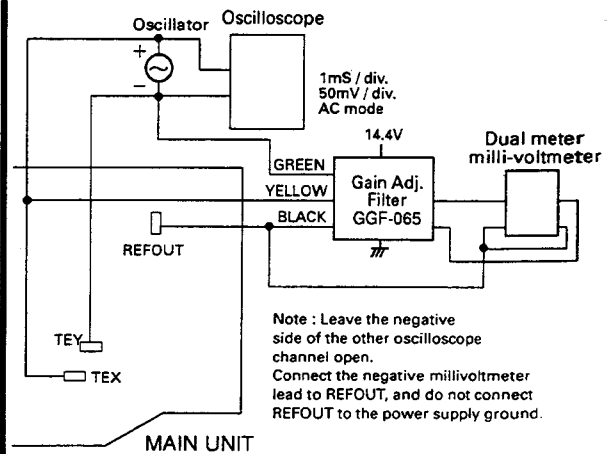 Oscillator
Oscilloscope
+
−
1mS / div.
50mV / div.
AC mode
14.4V
Dual meter
milli-voltmeter
GREEN
YELLOW
BLACK
Gain Adj.
Filter
GGF-065
REFOUT
TEY
TEX
Note : Leave the negative
side of the other oscilloscope
channel open.
Connect the negative millivoltmeter
lead to REFOUT, and do not connect
REFOUT to the power supply ground.
MAIN UNIT